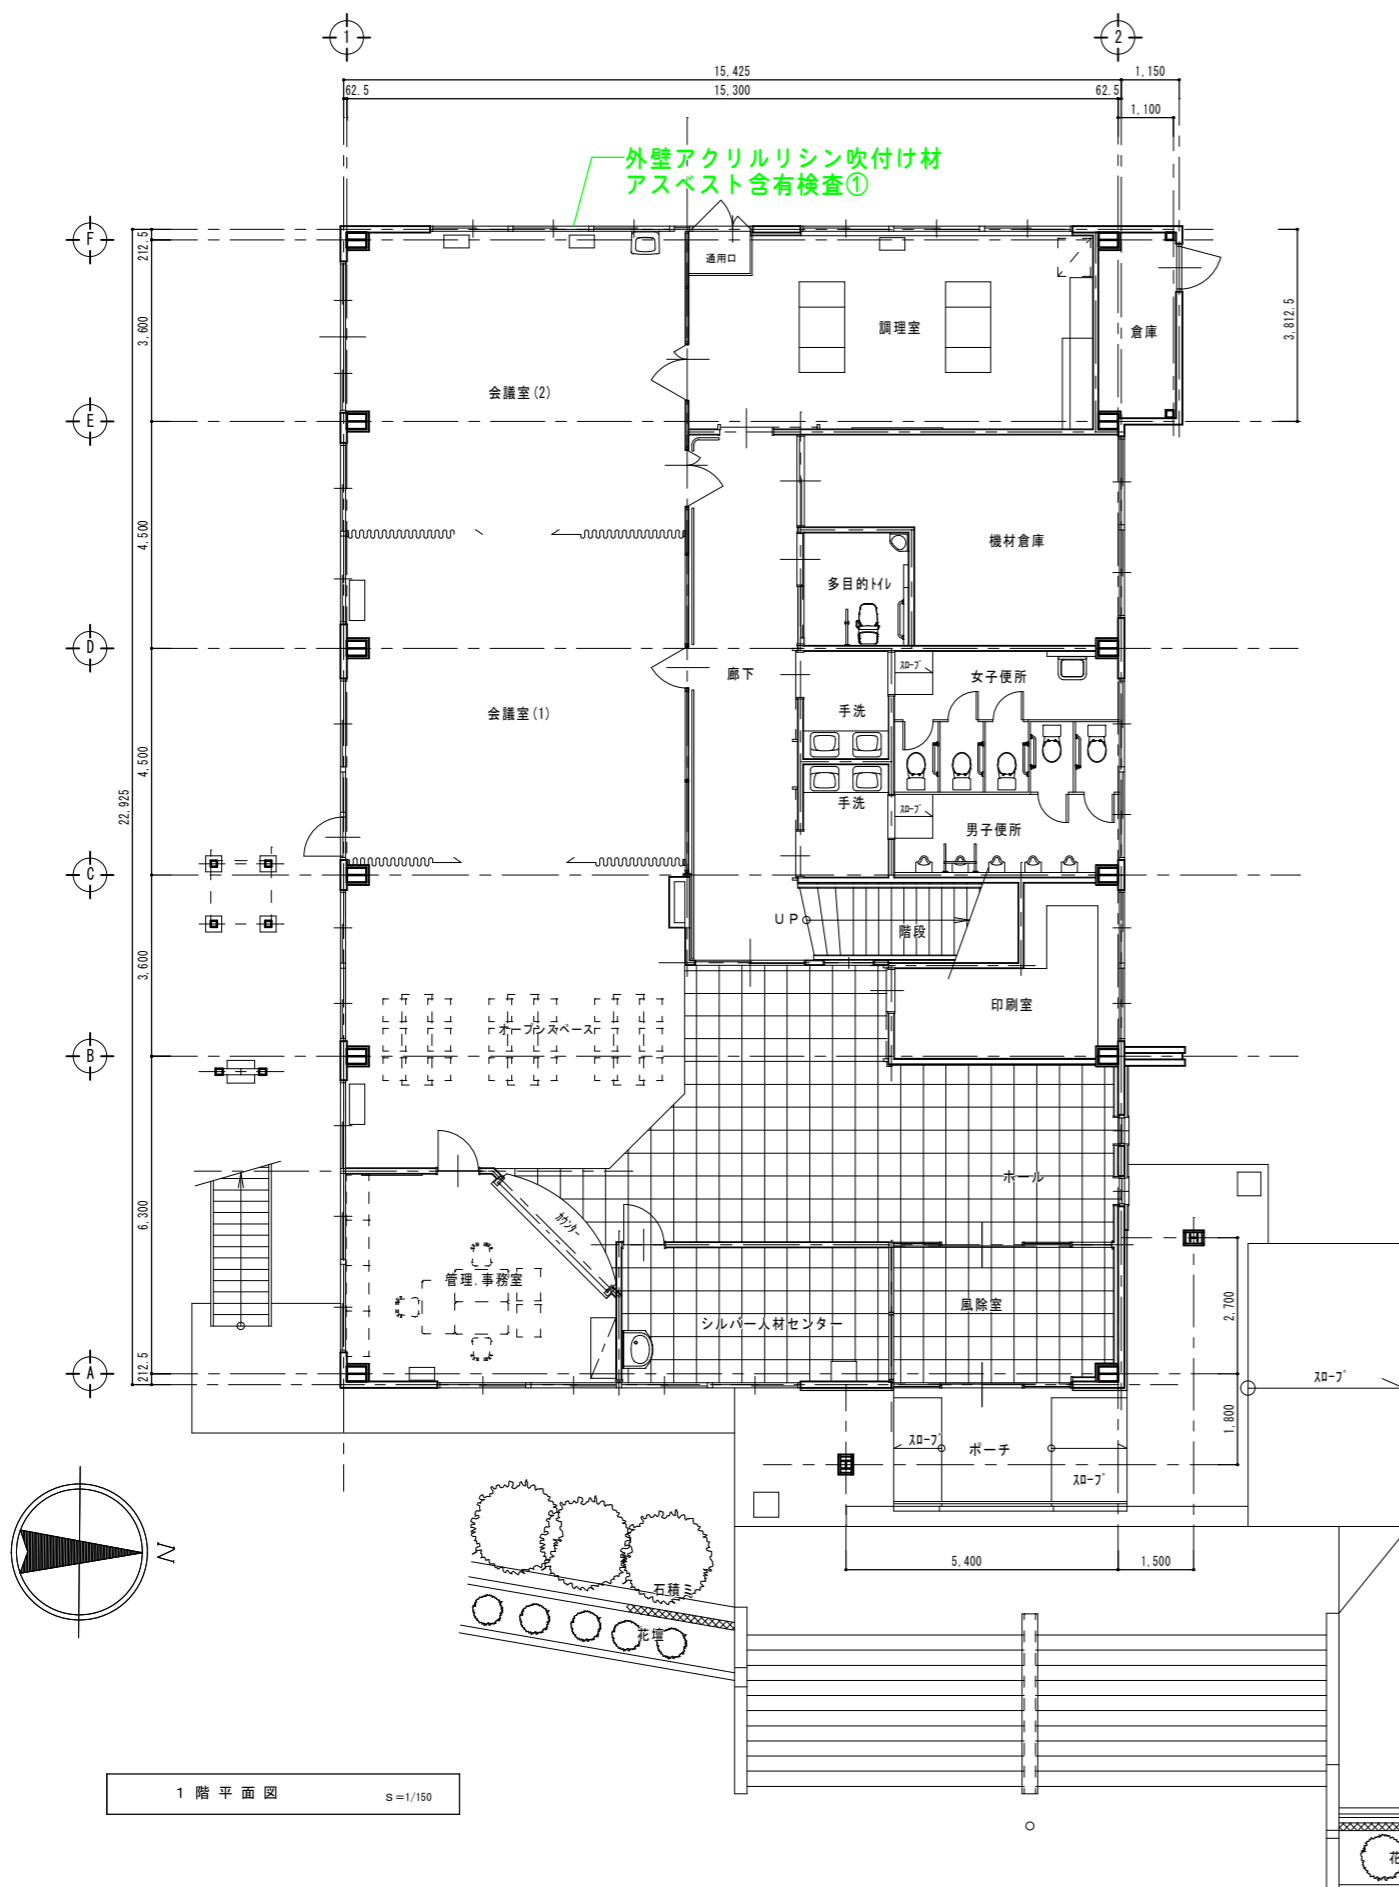 1
2
15,425
1,150
62.5
15,300
62.5
1,100
外壁アクリルリシン吹付け材
アスベスト含有検査①
F
212.5
通用口
調理室
倉庫
3,812.5
3,600
会議室(2)
E
4,500
機材倉庫
多目的トイレ
D
廊下
スロープ
女子便所
会議室(1)
手洗
4,500
22,925
手洗
スロープ
男子便所
C
UP
階段
3,600
印刷室
オープンスペース
B
ホール
カウンター
6,300
管理.事務室
シルバー人材センター
風除室
2,700
A
212.5
スロープ
1,800
スロープ
ポーチ
スロープ
N
5,400
1,500
石積ミ
花壇
1 階 平 面 図
S=1/150
花